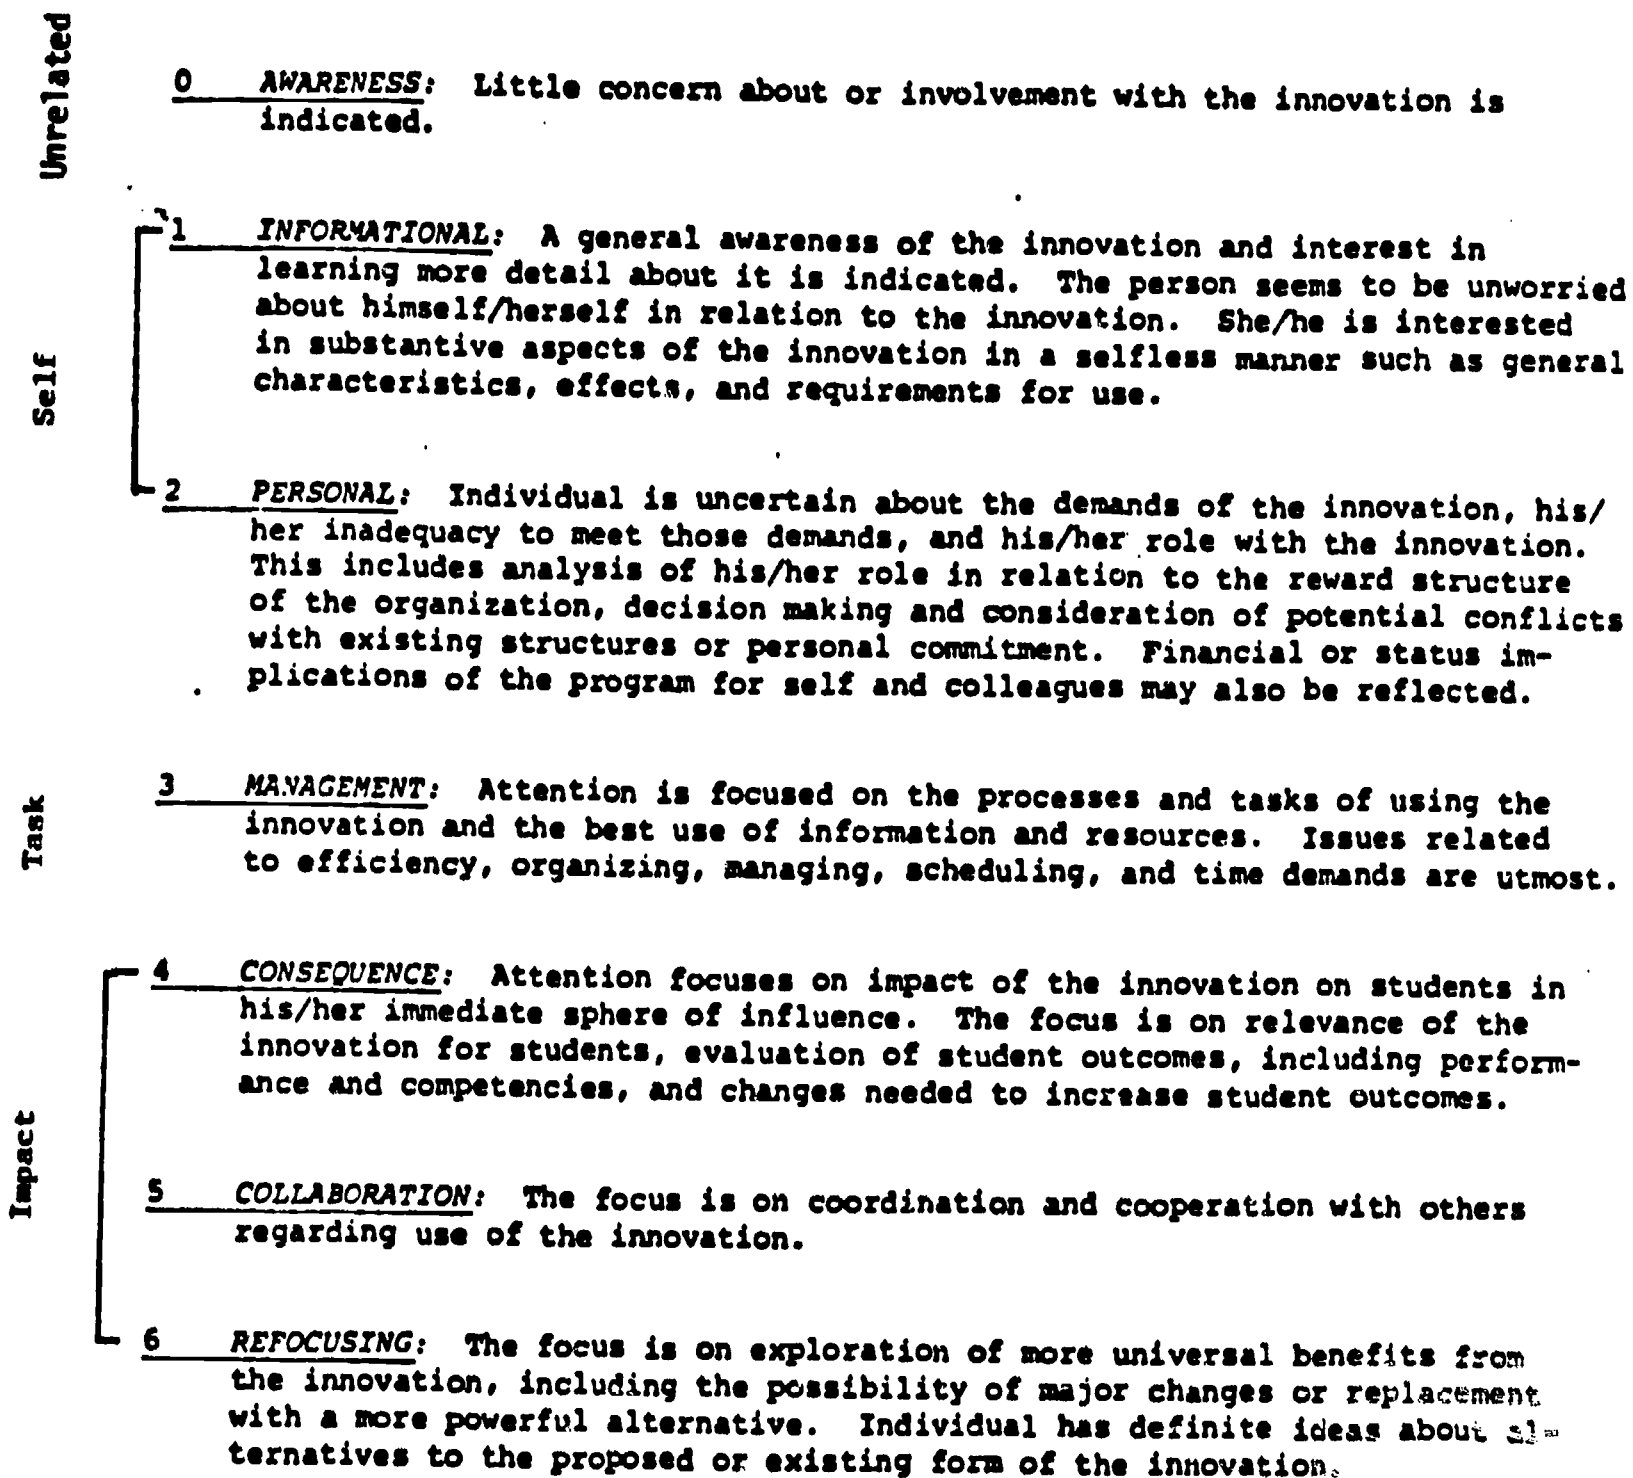 Unrelated
0 AWARENESS: Little concern about or involvement with the innovation is
indicated.
Self
1 INFORMATIONAL: A general awareness of the innovation and interest in
learning more detail about it is indicated. The person seems to be unworried
about himself/herself in relation to the innovation. She/he is interested
in substantive aspects of the innovation in a selfless manner such as general
characteristics, effects, and requirements for use.
2 PERSONAL: Individual is uncertain about the demands of the innovation, his/
her inadequacy to meet those demands, and his/her role with the innovation.
This includes analysis of his/her role in relation to the reward structure
of the organization, decision making and consideration of potential conflicts
with existing structures or personal commitment. Financial or status im-
plications of the program for self and colleagues may also be reflected.
Task
3 MANAGEMENT: Attention is focused on the processes and tasks of using the
innovation and the best use of information and resources. Issues related
to efficiency, organizing, managing, scheduling, and time demands are utmost.
Impact
4 CONSEQUENCE: Attention focuses on impact of the innovation on students in
his/her immediate sphere of influence. The focus is on relevance of the
innovation for students, evaluation of student outcomes, including perform-
ance and competencies, and changes needed to increase student outcomes.
5 COLLABORATION: The focus is on coordination and cooperation with others
regarding use of the innovation.
6 REFOCUSING: The focus is on exploration of more universal benefits from
the innovation, including the possibility of major changes or replacement
with a more powerful alternative. Individual has definite ideas about al-
ternatives to the proposed or existing form of the innovation.